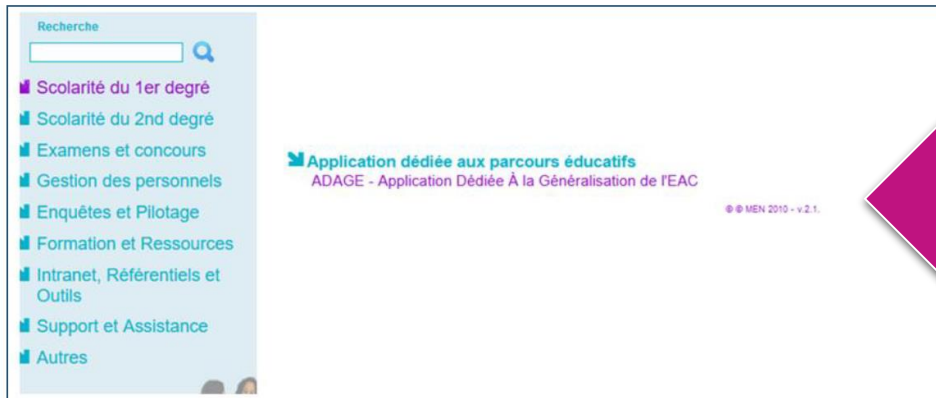 Recherche
Scolarité du 1er degré
Scolarité du 2nd degré
Examens et concours
Gestion des personnels
Enquêtes et Pilotage
Formation et Ressources
Intranet, Référentiels et
Outils
Support et Assistance
Autres
Application dédiée aux parcours éducatifs
ADAGE - Application Dédiée À la Généralisation de l'EAC
© © MEN 2010 - v.2.1.